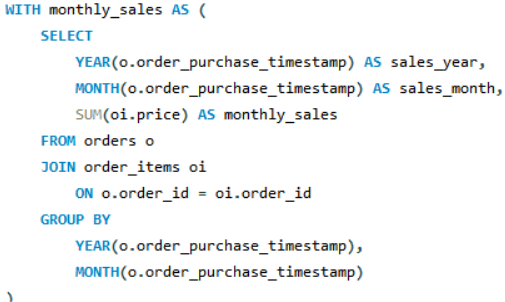 WITH monthly_sales AS (
    SELECT
        YEAR(o.order_purchase_timestamp) AS sales_year,
        MONTH(o.order_purchase_timestamp) AS sales_month,
        SUM(oi.price) AS monthly_sales
    FROM orders o
    JOIN order_items oi
        ON o.order_id = oi.order_id
    GROUP BY
        YEAR(o.order_purchase_timestamp),
        MONTH(o.order_purchase_timestamp)
)